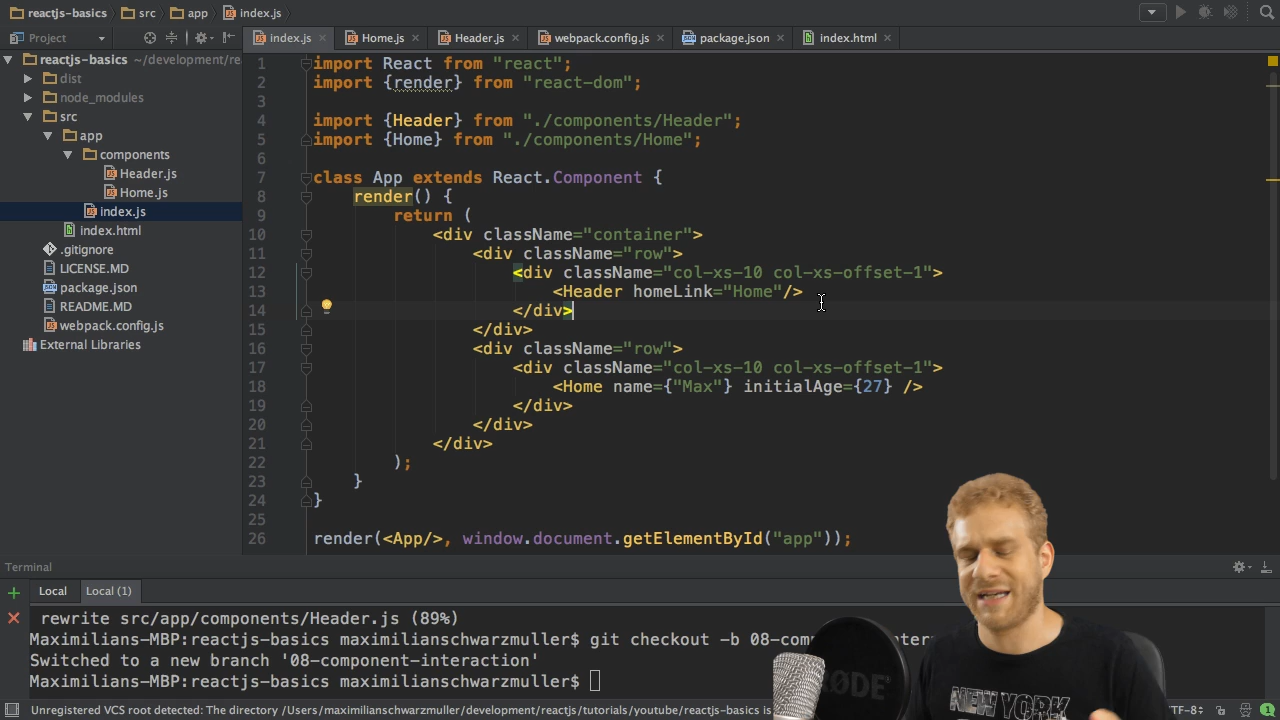 reactjs-basics src app index.js
Project
index.js Home.js Header.js webpack.config.js package.json index.html
reactjs-basics ~/development/rea
dist
node_modules
src
app
components
Header.js
Home.js
index.js
index.html
.gitignore
LICENSE.MD
package.json
README.MD
webpack.config.js
External Libraries
1 import React from "react";
2 import {render} from "react-dom";
3
4 import {Header} from "./components/Header";
5 import {Home} from "./components/Home";
6
7 class App extends React.Component {
8 render() {
9 return (
10 <div className="container">
11 <div className="row">
12 <div className="col-xs-10 col-xs-offset-1">
13 <Header homeLink="Home"/>
14 </div>
15 </div>
16 <div className="row">
17 <div className="col-xs-10 col-xs-offset-1">
18 <Home name={"Max"} initialAge={27} />
19 </div>
20 </div>
21 </div>
22 );
23 }
24 }
25
26 render(<App/>, window.document.getElementById("app"));
Terminal
Local Local (1)
rewrite src/app/components/Header.js (89%)
Maximilians-MBP:reactjs-basics maximilianschwarzmuller$ git checkout -b 08-com
Switched to a new branch '08-component-interaction'
Maximilians-MBP:reactjs-basics maximilianschwarzmuller$
RØDE
NEW YORK
Unregistered VCS root detected: The directory /Users/maximilianschwarzmuller/development/reactjs/tutorials/youtube/reactjs-basics is
TF-8 1